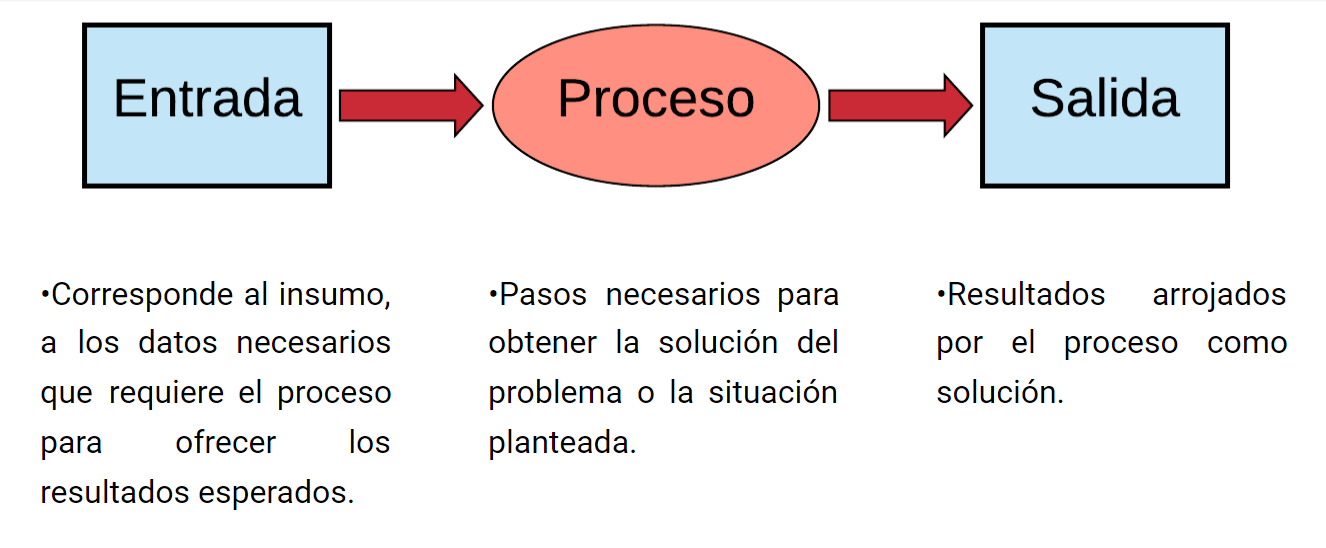 Entrada
Proceso
Salida
•Corresponde al insumo,
a los datos necesarios
que requiere el proceso
para ofrecer los
resultados esperados.
•Pasos necesarios para
obtener la solución del
problema o la situación
planteada.
•Resultados arrojados
por el proceso como
solución.